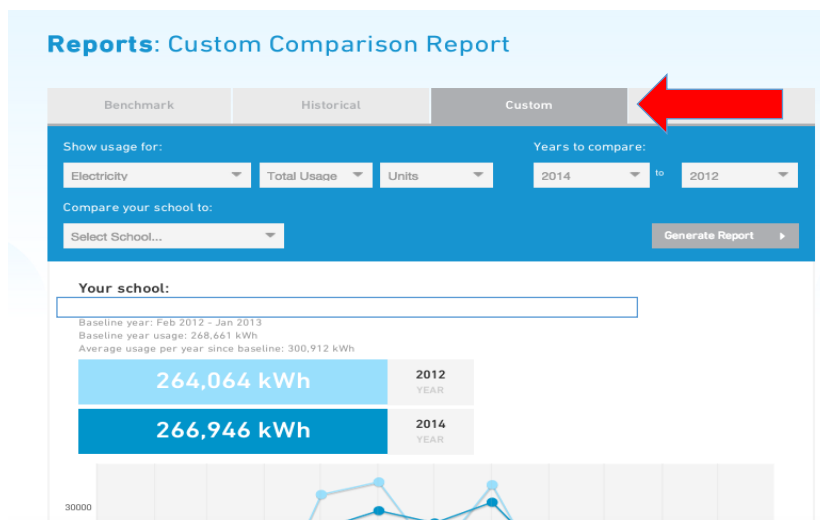 Reports: Custom Comparison Report
Benchmark Historical Custom
Show usage for: Years to compare:
Electricity Total Usage Units 2014 to 2012
Compare your school to:
Select School... Generate Report
Your school:
Baseline year: Feb 2012 - Jan 2013
Baseline year usage: 268,661 kWh
Average usage per year since baseline: 300,912 kWh
264,064 kWh 2012
YEAR
266,946 kWh 2014
YEAR
30000